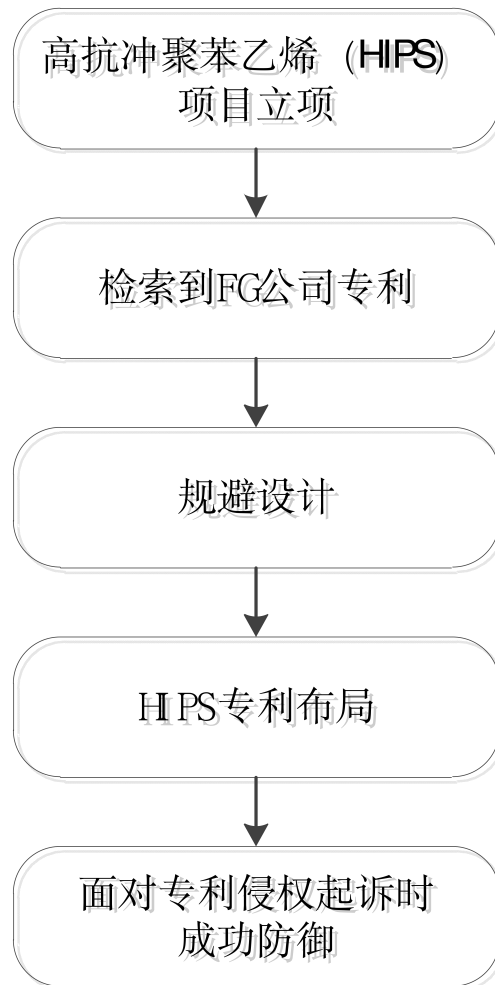 高抗冲聚苯乙烯（HIPS）
项目立项
检索到FG公司专利
规避设计
HIPS专利布局
面对专利侵权起诉时
成功防御